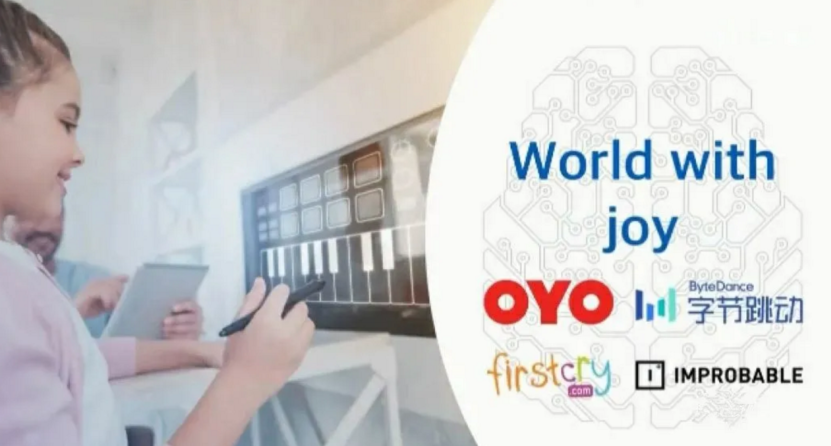 World with
joy
OYO
ByteDance
字节跳动
firstcry
.com
IMPROBABLE